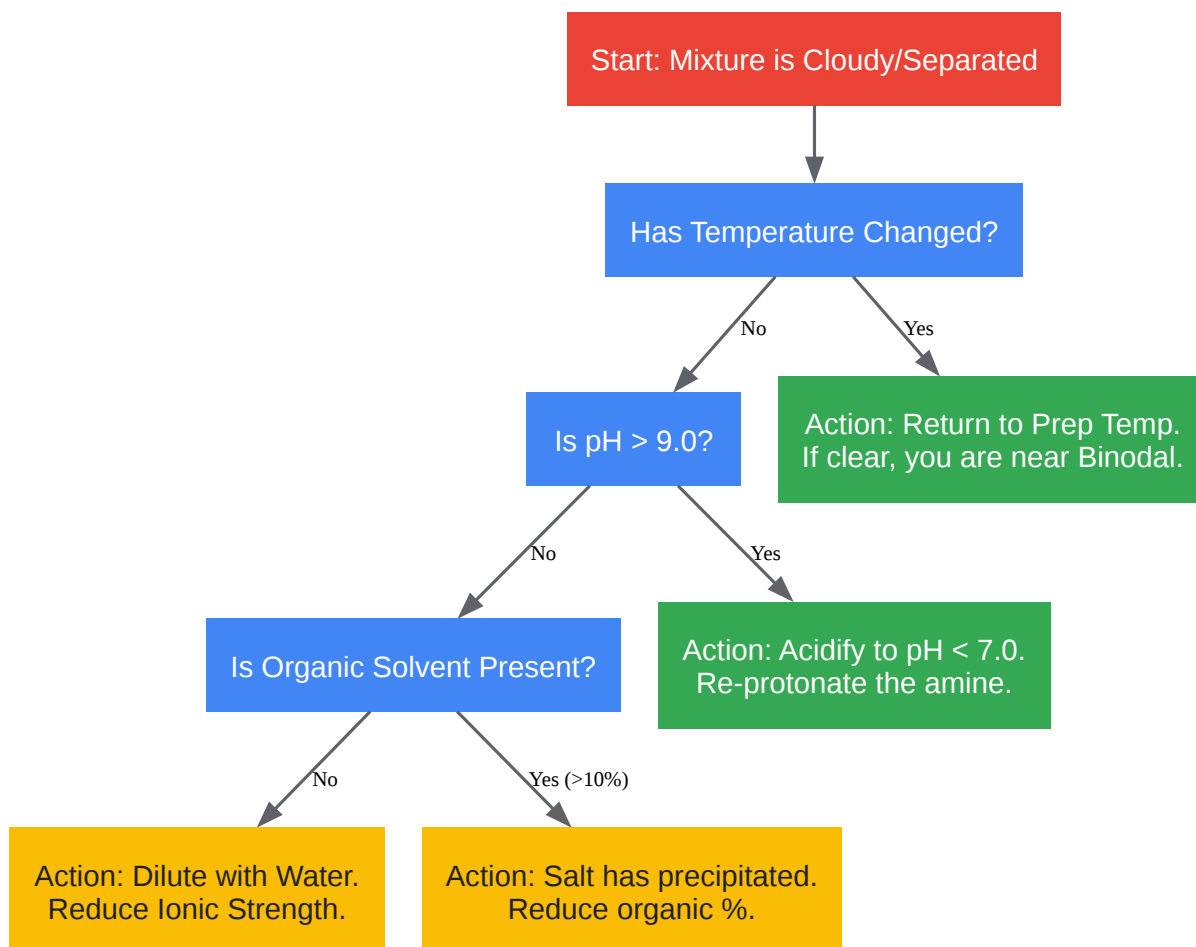 Start: Mixture is Cloudy/Separated
Has Temperature Changed?
No
Yes
Action: Return to Prep Temp.
If clear, you are near Binodal.
Is pH > 9.0?
No
Yes
Action: Acidify to pH < 7.0.
Re-protonate the amine.
Is Organic Solvent Present?
No
Yes (>10%)
Action: Dilute with Water.
Reduce Ionic Strength.
Action: Salt has precipitated.
Reduce organic %.